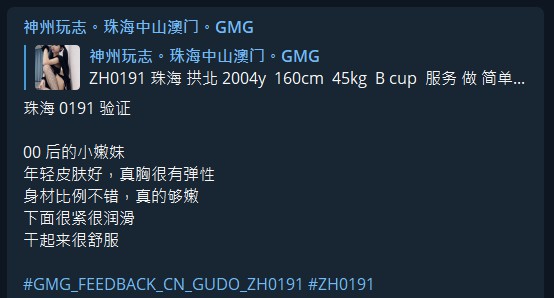 神州玩志。珠海中山澳门。GMG
神州玩志。珠海中山澳门。GMG
ZH0191 珠海 拱北 2004y 160cm 45kg B cup 服务 做 简单...
珠海 0191 验证
00 后的小嫩妹
年轻皮肤好，真胸很有弹性
身材比例不错，真的够嫩
下面很紧很润滑
干起来很舒服
#GMG_FEEDBACK_CN_GUDO_ZH0191 #ZH0191